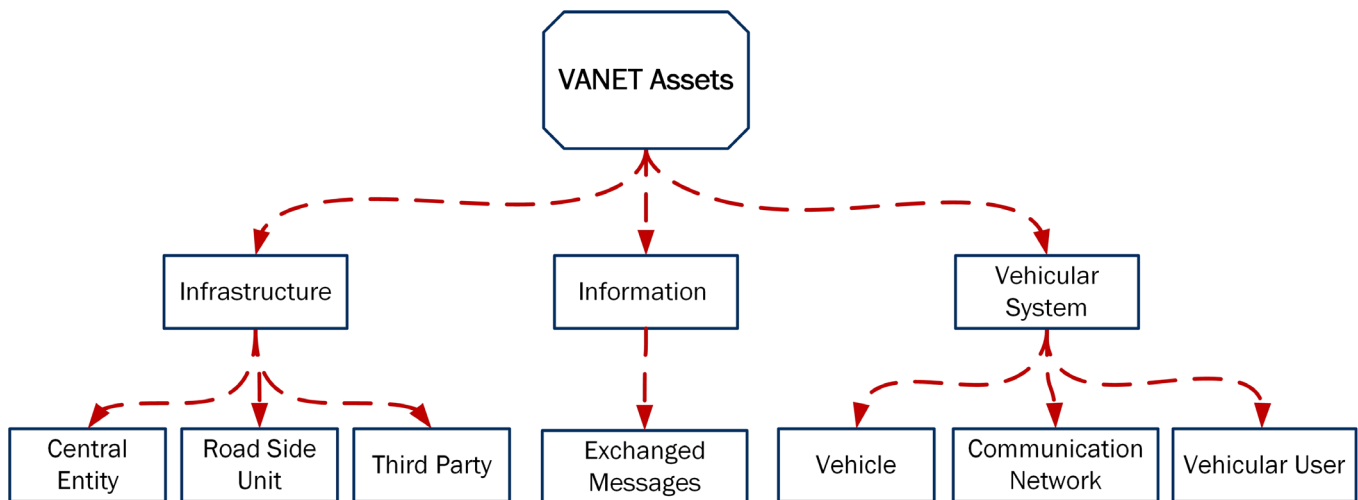 VANET Assets
Infrastructure
Information
Vehicular
System
Central
Entity
Road Side
Unit
Third Party
Exchanged
Messages
Vehicle
Communication
Network
Vehicular User